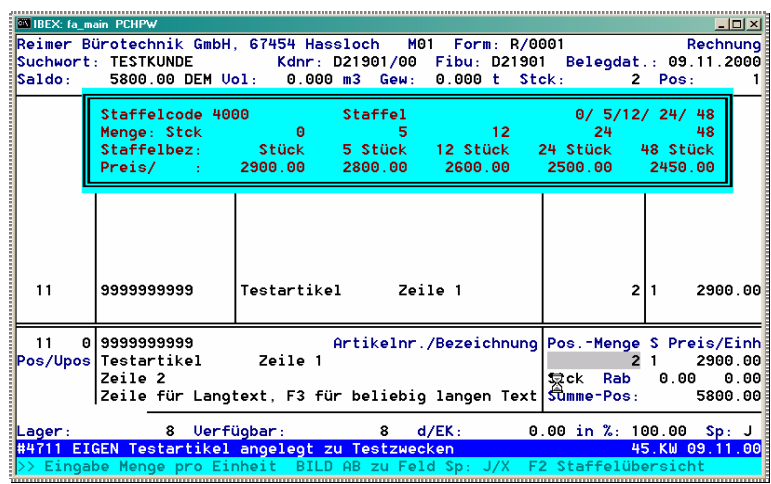 IBEX: fa_main PCHPW
Reimer Bürotechnik GmbH, 67454 Hassloch M01 Form: R/0001 Rechnung
Suchwort: TESTKUNDE Kdnr: D21901/00 Fibu: D21901 Belegdat.: 09.11.2000
Saldo: 5800.00 DEM Vol: 0.000 m3 Gew: 0.000 t Stck: 2 Pos: 1
Staffelcode 4000 Staffel 0/ 5/12/ 24/ 48
Menge: Stck 0 5 12 24 48
Staffelbez: Stück 5 Stück 12 Stück 24 Stück 48 Stück
Preis/ : 2900.00 2800.00 2600.00 2500.00 2450.00
11 9999999999 Testartikel Zeile 1 2 1 2900.00
11 0 9999999999 Artikelnr./Bezeichnung Pos.-Menge S Preis/Einh
Pos/Upos Testartikel Zeile 1 2 1 2900.00
Zeile 2 Stck Rab 0.00 0.00
Zeile für Langtext, F3 für beliebig langen Text Summe-Pos: 5800.00
Lager: 8 Verfügbar: 8 d/EK: 0.00 in %: 100.00 Sp: J
#4711 EIGEN Testartikel angelegt zu Testzwecken 45.KW 09.11.00
>> Eingabe Menge pro Einheit BILD AB zu Feld Sp: J/X F2 Staffelübersicht